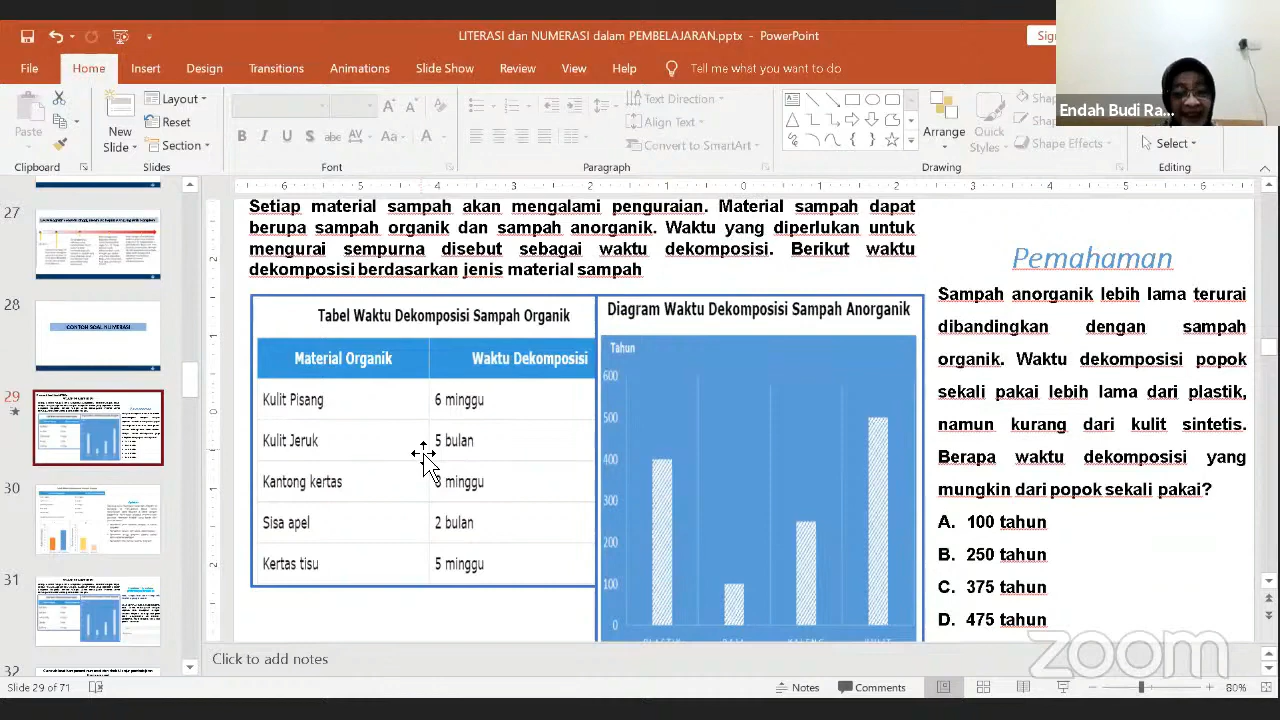 LITERASI dan NUMERASI dalam PEMBELAJARAN.pptx - PowerPoint
File Home Insert Design Transitions Animations Slide Show Review View Help Tell me what you want to do
Endah Budi Ra...
Paste
New
Slide
Layout
Reset
Section
B I U S abc AV Aa A
Text Direction
Align Text
Convert to SmartArt
Arrange
Quick
Styles
Shape Effects
Select
Clipboard Slides Font Paragraph Drawing Editing
27
28
CONTOH SOAL NUMERASI
29
30
31
32
Setiap material sampah akan mengalami penguraian. Material sampah dapat
berupa sampah organik dan sampah anorganik. Waktu yang diperlukan untuk
mengurai sempurna disebut sebagai waktu dekomposisi. Berikut waktu
dekomposisi berdasarkan jenis material sampah
Tabel Waktu Dekomposisi Sampah Organik
Material Organik Waktu Dekomposisi
Kulit Pisang 6 minggu
Kulit Jeruk 5 bulan
Kantong kertas minggu
Sisa apel 2 bulan
Kertas tisu 5 minggu
Diagram Waktu Dekomposisi Sampah Anorganik
Tahun
600
500
400
300
200
100
0
Pemahaman
Sampah anorganik lebih lama terurai
dibandingkan dengan sampah
organik. Waktu dekomposisi popok
sekali pakai lebih lama dari plastik,
namun kurang dari kulit sintetis.
Berapa waktu dekomposisi yang
mungkin dari popok sekali pakai?
A. 100 tahun
B. 250 tahun
C. 375 tahun
D. 475 tahun
zoom
Click to add notes
Slide 29 of 71
Notes
Comments
80%